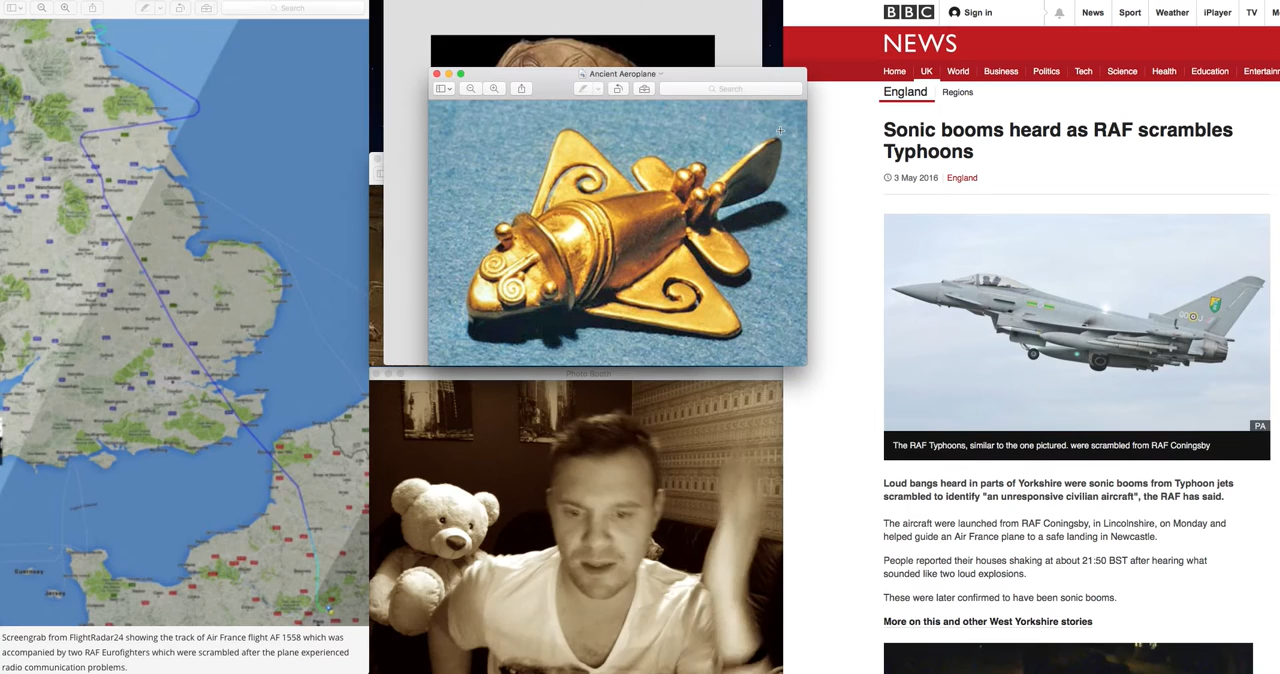 Search
Screengrab from FlightRadar24 showing the track of Air France flight AF 1558 which was
accompanied by two RAF Eurofighters which were scrambled after the plane experienced
radio communication problems.
Ancient Aeroplane
Search
Photo Booth
BBC
Sign in
News
Sport
Weather
iPlayer
TV
NEWS
Home
UK
World
Business
Politics
Tech
Science
Health
Education
Entertain
England
Regions
Sonic booms heard as RAF scrambles
Typhoons
3 May 2016
England
PA
The RAF Typhoons, similar to the one pictured. were scrambled from RAF Coningsby
Loud bangs heard in parts of Yorkshire were sonic booms from Typhoon jets
scrambled to identify "an unresponsive civilian aircraft", the RAF has said.
The aircraft were launched from RAF Coningsby, in Lincolnshire, on Monday and
helped guide an Air France plane to a safe landing in Newcastle.
People reported their houses shaking at about 21:50 BST after hearing what
sounded like two loud explosions.
These were later confirmed to have been sonic booms.
More on this and other West Yorkshire stories